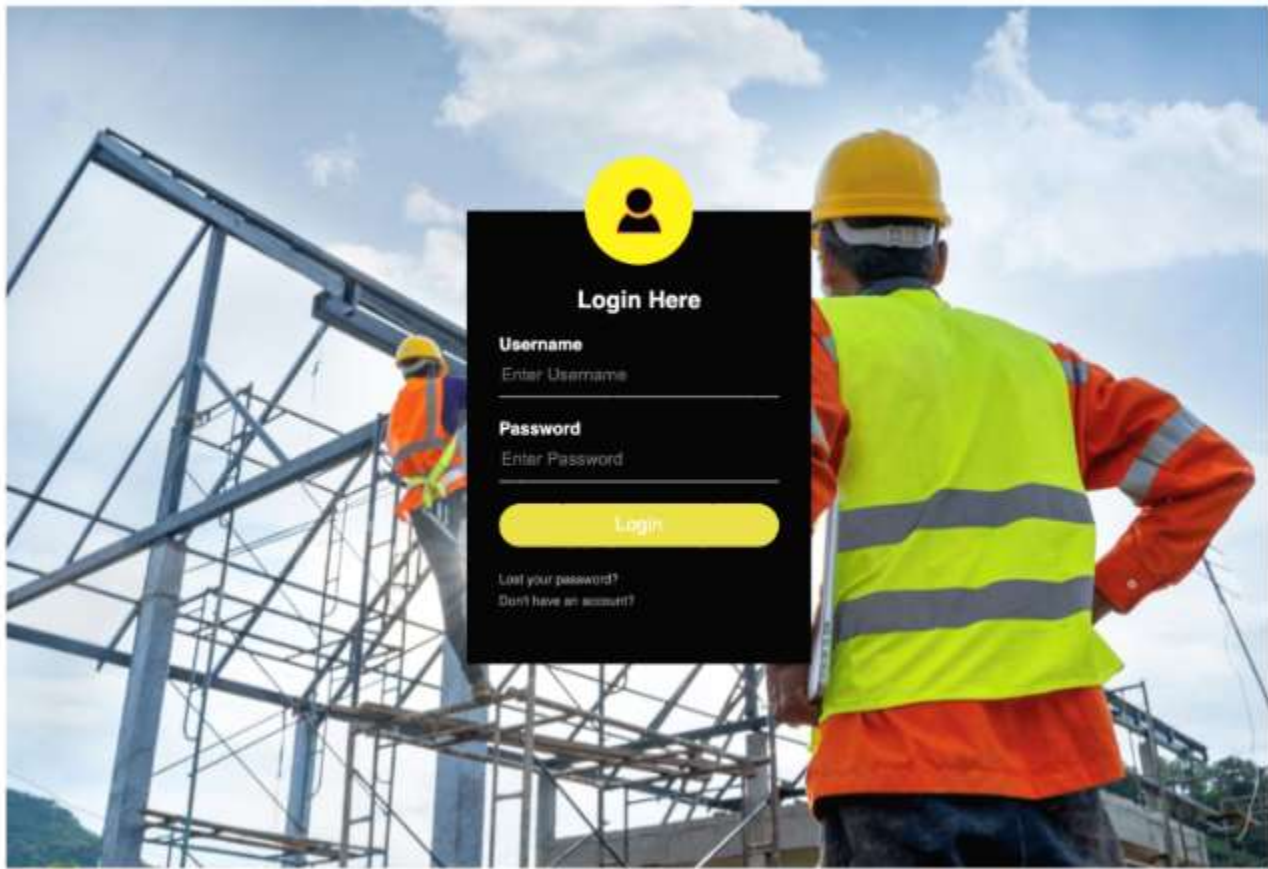 Login Here
Username
Enter Username
Password
Enter Password
Login
Lost your password?
Don't have an account?